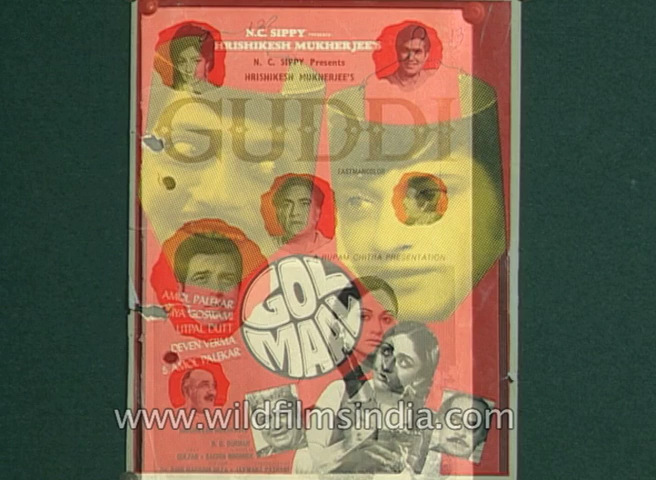 N.C. SIPPY PRESENTS
HRISHIKESH MUKHERJEE'S
N. C. SIPPY Presents
HRISHIKESH MUKHERJEE'S
GUDDI
EASTMANCOLOR
A RUPAM CHITRA PRESENTATION
GOL
MAAL
AMOL PALEKAR
UTPAL DUTT
DEVEN VERMA
& AMOL PALEKAR
www.wildfilmsindia.com